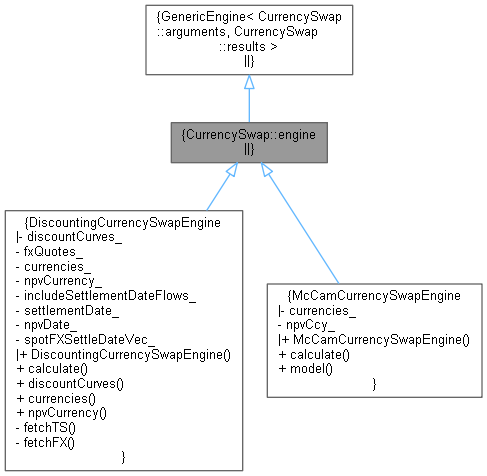 {GenericEngine< CurrencySwap
::arguments, CurrencySwap
::results >
||}
{CurrencySwap::engine
||}
{DiscountingCurrencySwapEngine
|- discountCurves_
- fxQuotes_
- currencies_
- npvCurrency_
- includeSettlementDateFlows_
- settlementDate_
- npvDate_
- spotFXSettleDateVec_
|+ DiscountingCurrencySwapEngine()
+ calculate()
+ discountCurves()
+ currencies()
+ npvCurrency()
- fetchTS()
- fetchFX()
}
{McCamCurrencySwapEngine
|- currencies_
- npvCcy_
|+ McCamCurrencySwapEngine()
+ calculate()
+ model()
}